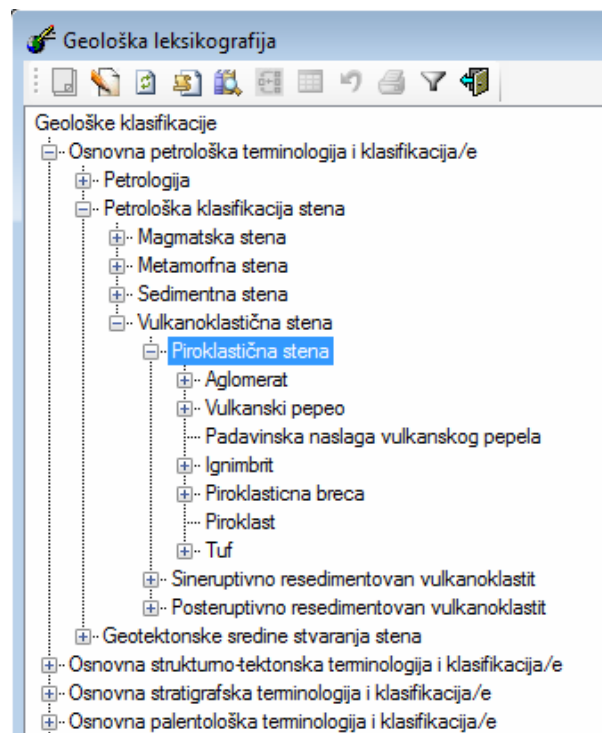 Geološka leksikografija
Geološke klasifikacije
Osnovna petrološka terminologija i klasifikacija/e
Petrologija
Petrološka klasifikacija stena
Magmatska stena
Metamorfna stena
Sedimentna stena
Vulkanoklastična stena
Piroklastična stena
Aglomerat
Vulkanski pepeo
Padavinska naslaga vulkanskog pepela
Ignimbrit
Piroklasticna breca
Piroklast
Tuf
Sineruptivno resedimentovan vulkanoklastit
Posteruptivno resedimentovan vulkanoklastit
Geotektonske sredine stvaranja stena
Osnovna strukturno-tektonska terminologija i klasifikacija/e
Osnovna stratigrafska terminologija i klasifikacija/e
Osnovna palentološka terminologija i klasifikacija/e